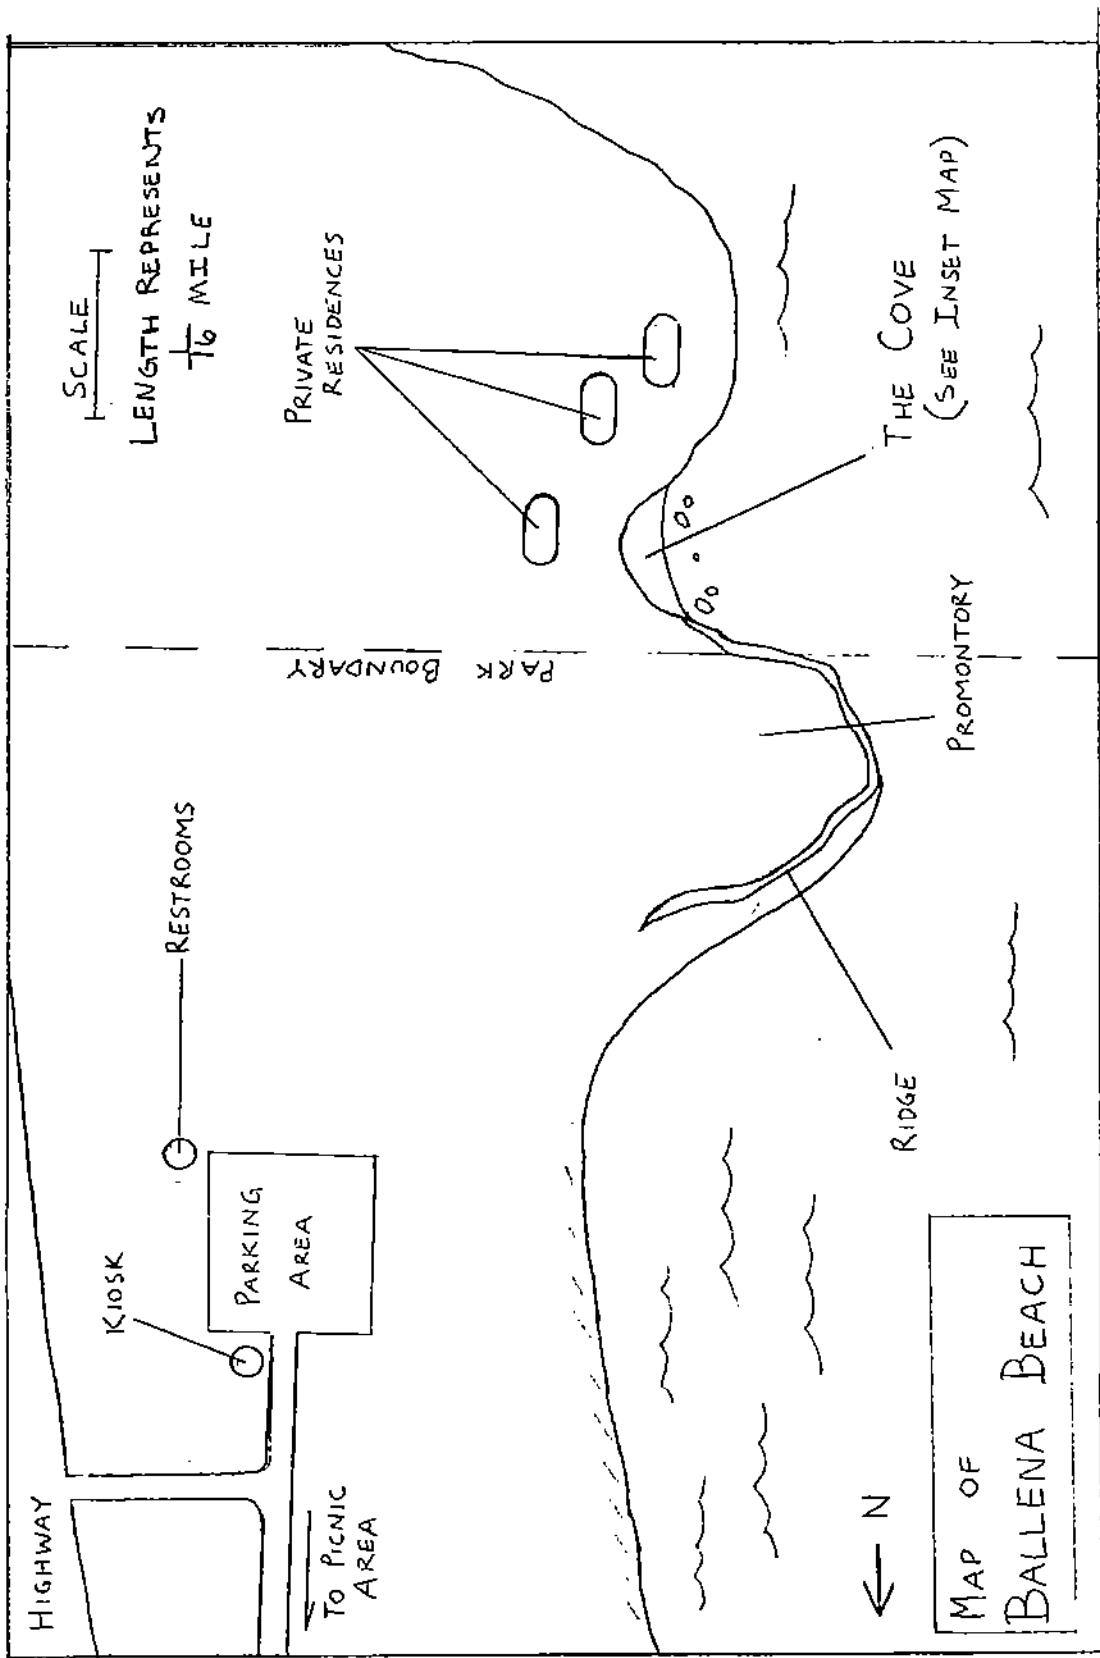 HIGHWAY
KIOSK
RESTROOMS
SCALE
LENGTH REPRESENTS
1/16 MILE
TO PICNIC
AREA
PARKING
AREA
PARK
BOUNDARY
PRIVATE
RESIDENCES
RIDGE
PROMONTORY
THE COVE
(SEE INSET MAP)
N
MAP OF
BALLENA BEACH